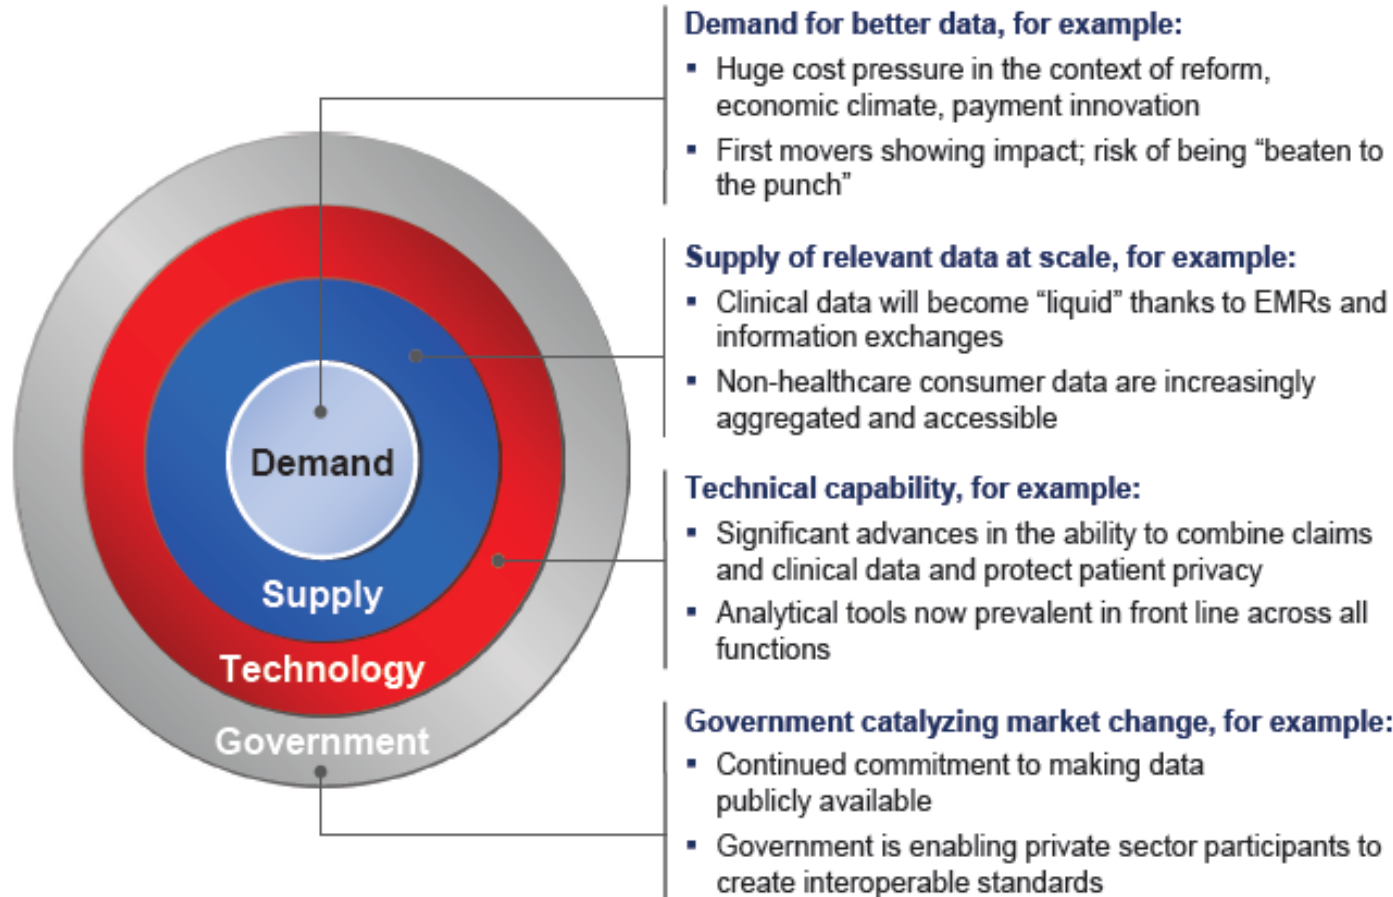 Demand for better data, for example:
▪ Huge cost pressure in the context of reform,
economic climate, payment innovation
▪ First movers showing impact; risk of being “beaten to
the punch”
Supply of relevant data at scale, for example:
▪ Clinical data will become “liquid” thanks to EMRs and
information exchanges
▪ Non-healthcare consumer data are increasingly
aggregated and accessible
Technical capability, for example:
▪ Significant advances in the ability to combine claims
and clinical data and protect patient privacy
▪ Analytical tools now prevalent in front line across all
functions
Government catalyzing market change, for example:
▪ Continued commitment to making data
publicly available
▪ Government is enabling private sector participants to
create interoperable standards
Demand
Supply
Technology
Government